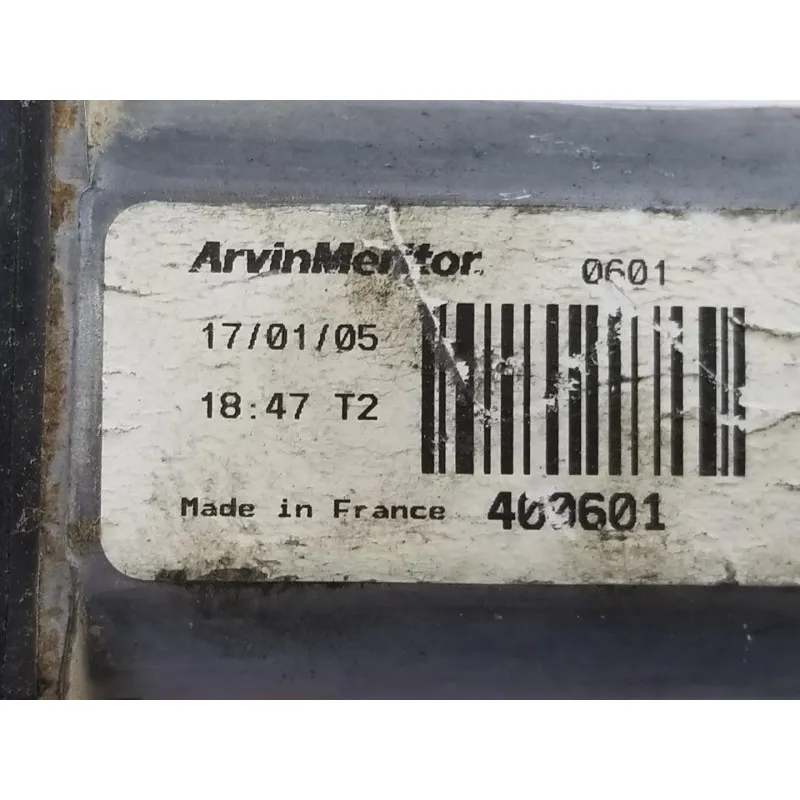 ArvinMeritor
0601
17/01/05
18:47 T2
Made in France
400601